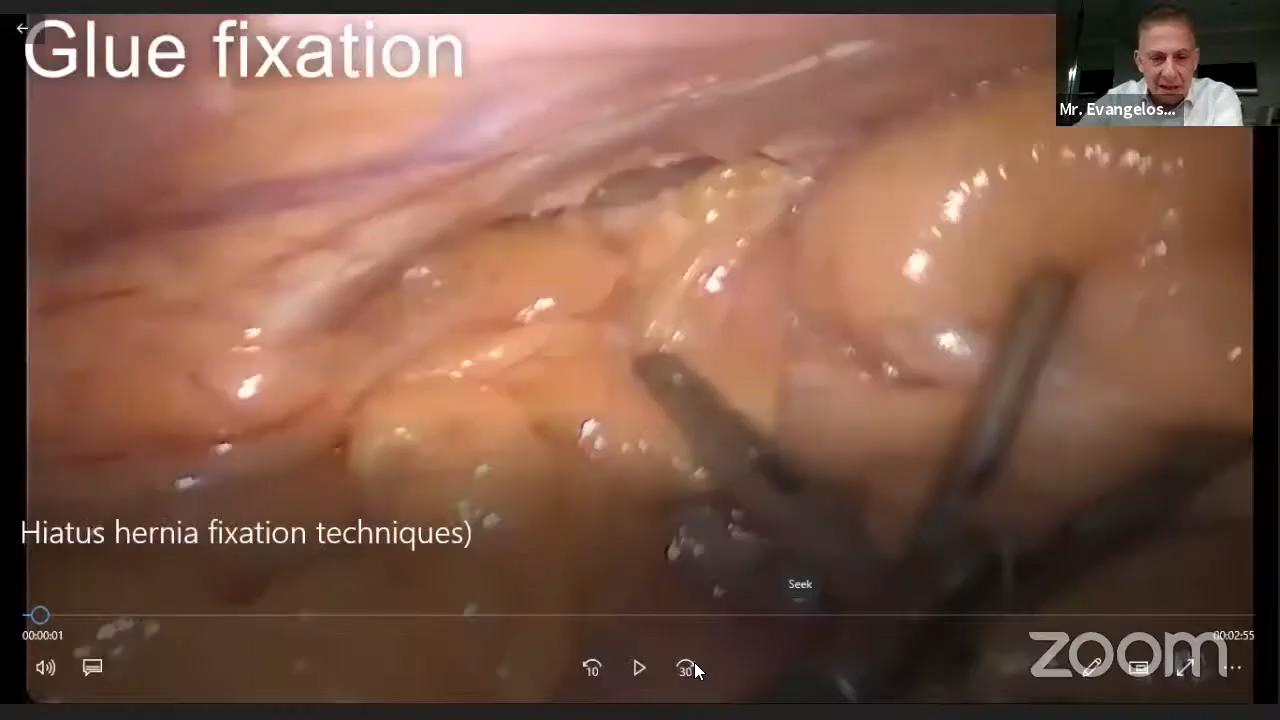 Glue fixation
Mr. Evangelos...
Hiatus hernia fixation techniques)
Seek
00:00:01
00:02:55
10
30
zoom